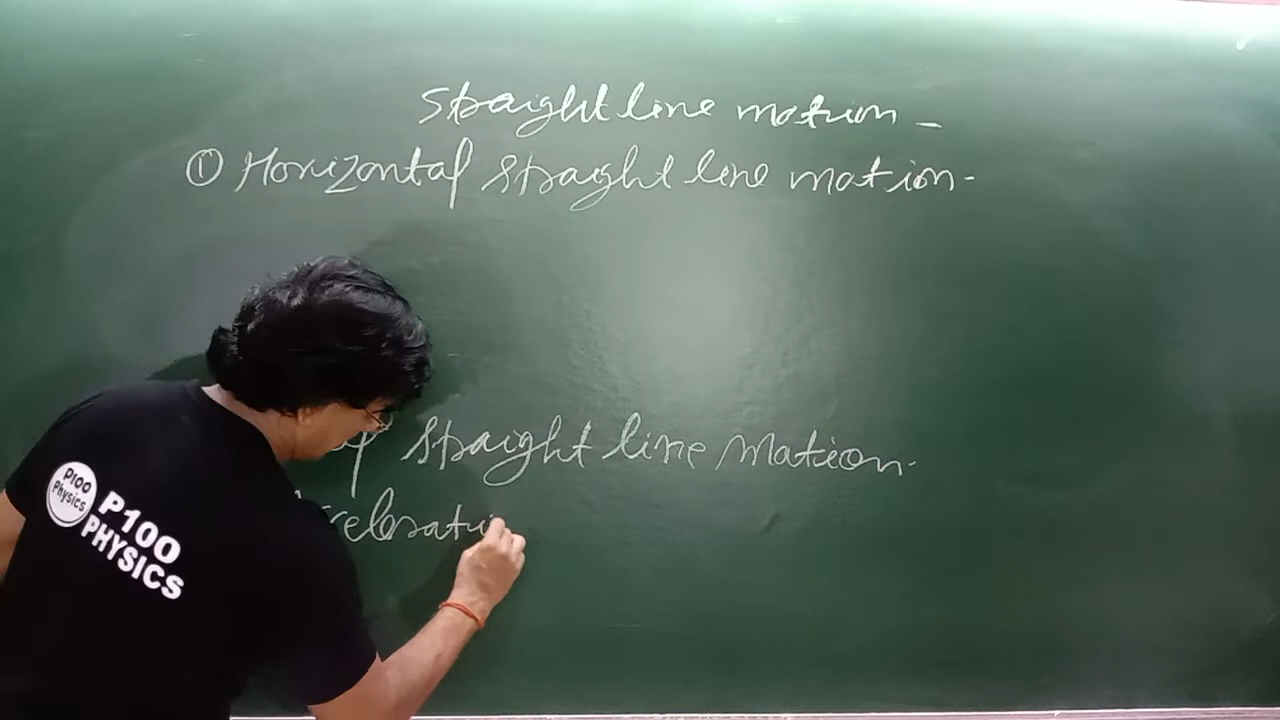 Straight line motion -
① Horizontal straight line motion -
straight line Motion -
P100
Physics
P100
PHYSICS